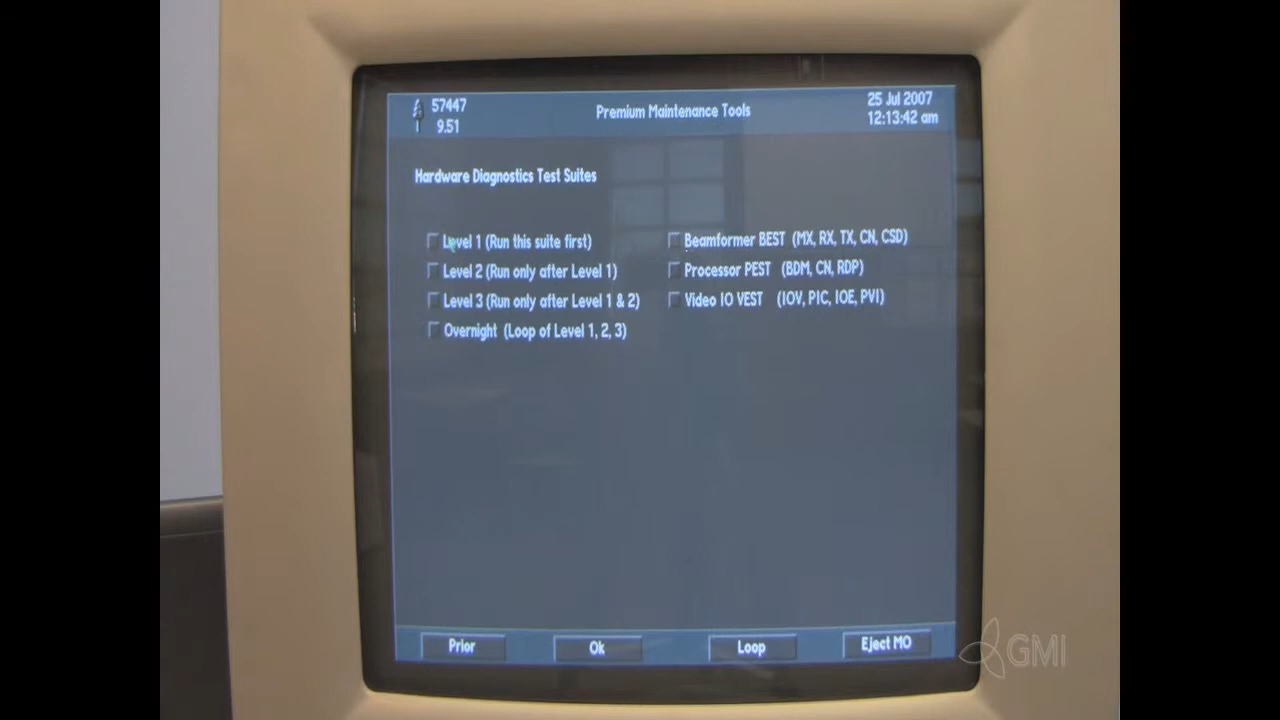 57447
9.51
Premium Maintenance Tools
25 Jul 2007
12:13:42 am
Hardware Diagnostics Test Suites
Level 1 (Run this suite first)
Level 2 (Run only after Level 1)
Level 3 (Run only after Level 1 & 2)
Overnight (Loop of Level 1, 2, 3)
Beamformer BEST (MX, RX, TX, CN, CSD)
Processor PEST (BDM, CN, RDP)
Video IO VEST (IOV, PIC, IOE, PVI)
Prior
Ok
Loop
Eject MO
GMI